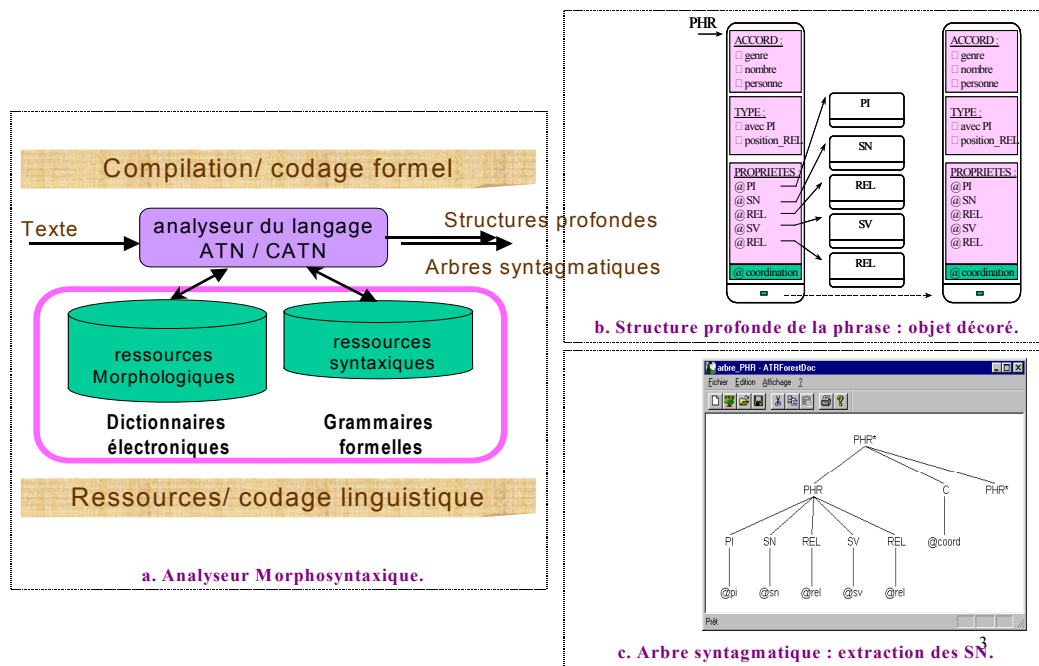 Compilation/ codage formel
Texte
analyseur du langage
ATN / CATN
Structures profondes
Arbres syntagmatiques
ressources
Morphologiques
ressources
syntaxiques
Dictionnaires
électroniques
Grammaires
formelles
Ressources/ codage linguistique
a. Analyseur Morphosyntaxique.
PHR
ACCORD :
genre
nombre
personne
TYPE :
avec PI
position_REL
PROPRIETES :
@ PI
@ SN
@ REL
@ SV
@ REL
@ coordination
PI
SN
REL
SV
REL
ACCORD :
genre
nombre
personne
TYPE :
avec PI
position_REL
PROPRIETES :
@ PI
@ SN
@ REL
@ SV
@ REL
@ coordination
b. Structure profonde de la phrase : objet décoré.
arbre_PHR - ATRForestDoc
Fichier Edition Affichage ?
PHR*
PHR C PHR*
PI SN REL SV REL @coord
@pi @sn @rel @sv @rel
Prêt
3
c. Arbre syntagmatique : extraction des SN.